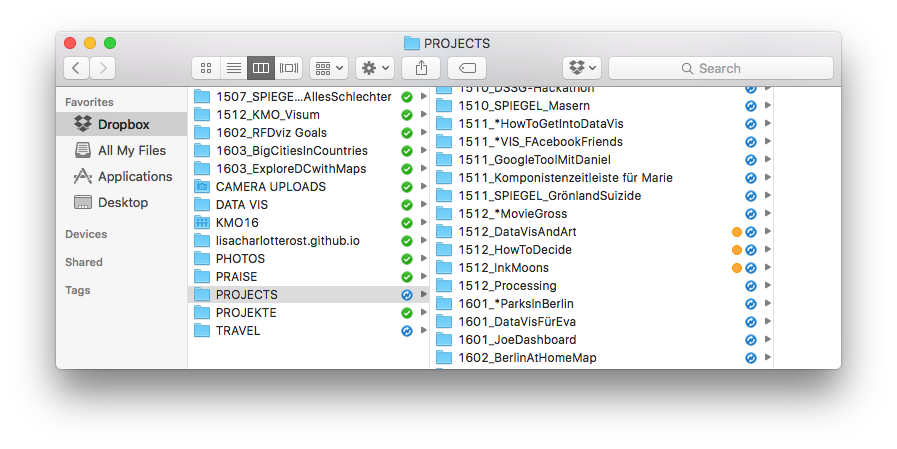 PROJECTS
Search
Favorites
Dropbox
All My Files
Applications
Desktop
Devices
Shared
Tags
1507_SPIEGE...AllesSchlechter
1512_KMO_Visum
1602_RFDviz Goals
1603_BigCitiesInCountries
1603_ExploreDCwithMaps
CAMERA UPLOADS
DATA VIS
KMO16
lisacharlotterost.github.io
PHOTOS
PRAISE
PROJECTS
PROJEKTE
TRAVEL
1510_DSSG-Hackathon
1510_SPIEGEL_Masern
1511_*HowToGetIntoDataVis
1511_*VIS_FAcebookFriends
1511_GoogleToolMitDaniel
1511_Komponistenzeitleiste für Marie
1511_SPIEGEL_GrönlandSuizide
1512_*MovieGross
1512_DataVisAndArt
1512_HowToDecide
1512_InkMoons
1512_Processing
1601_*ParksInBerlin
1601_DataVisFürEva
1601_JoeDashboard
1602_BerlinAtHomeMap